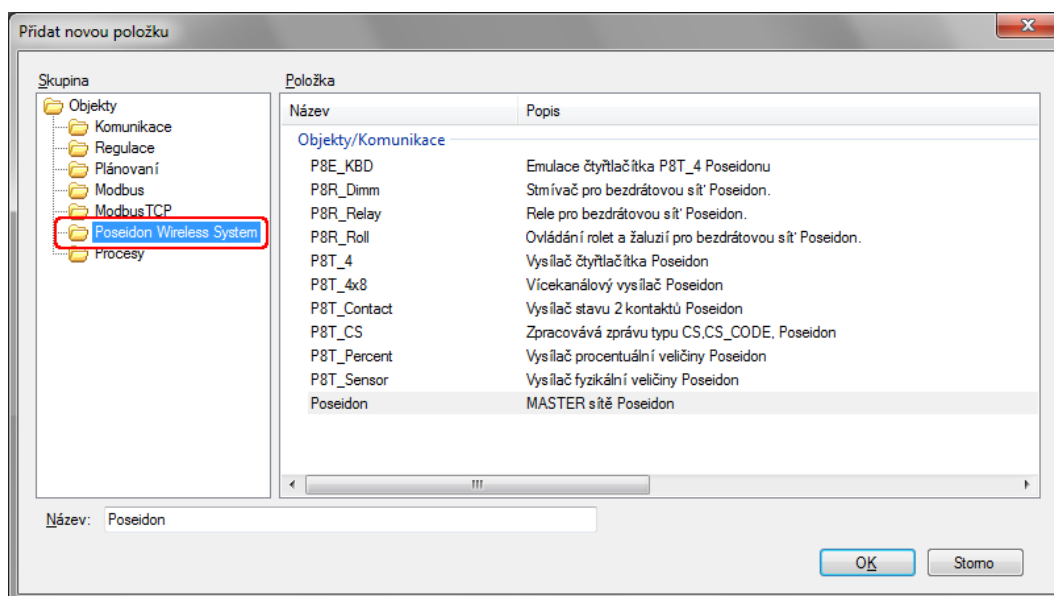 Přidat novou položku
Skupina
Objekty
Komunikace
Regulace
Plánovaní
Modbus
ModbusTCP
Poseidon Wireless System
Procesy
Položka
Název Popis
Objekty/Komunikace
P8E_KBD Emulace čtyřtlačítka P8T_4 Poseidonu
P8R_Dimm Stmívač pro bezdrátovou síť Poseidon.
P8R_Relay Rele pro bezdrátovou síť Poseidon.
P8R_Roll Ovládání rolet a žaluzií pro bezdrátovou síť Poseidon.
P8T_4 Vysílač čtyřtlačítka Poseidon
P8T_4x8 Vícekanálový vysílač Poseidon
P8T_Contact Vysílač stavu 2 kontaktů Poseidon
P8T_CS Zpracovává zprávu typu CS,CS_CODE, Poseidon
P8T_Percent Vysílač procentuální veličiny Poseidon
P8T_Sensor Vysílač fyzikální veličiny Poseidon
Poseidon MASTER sítě Poseidon
Název: Poseidon
OK Storno